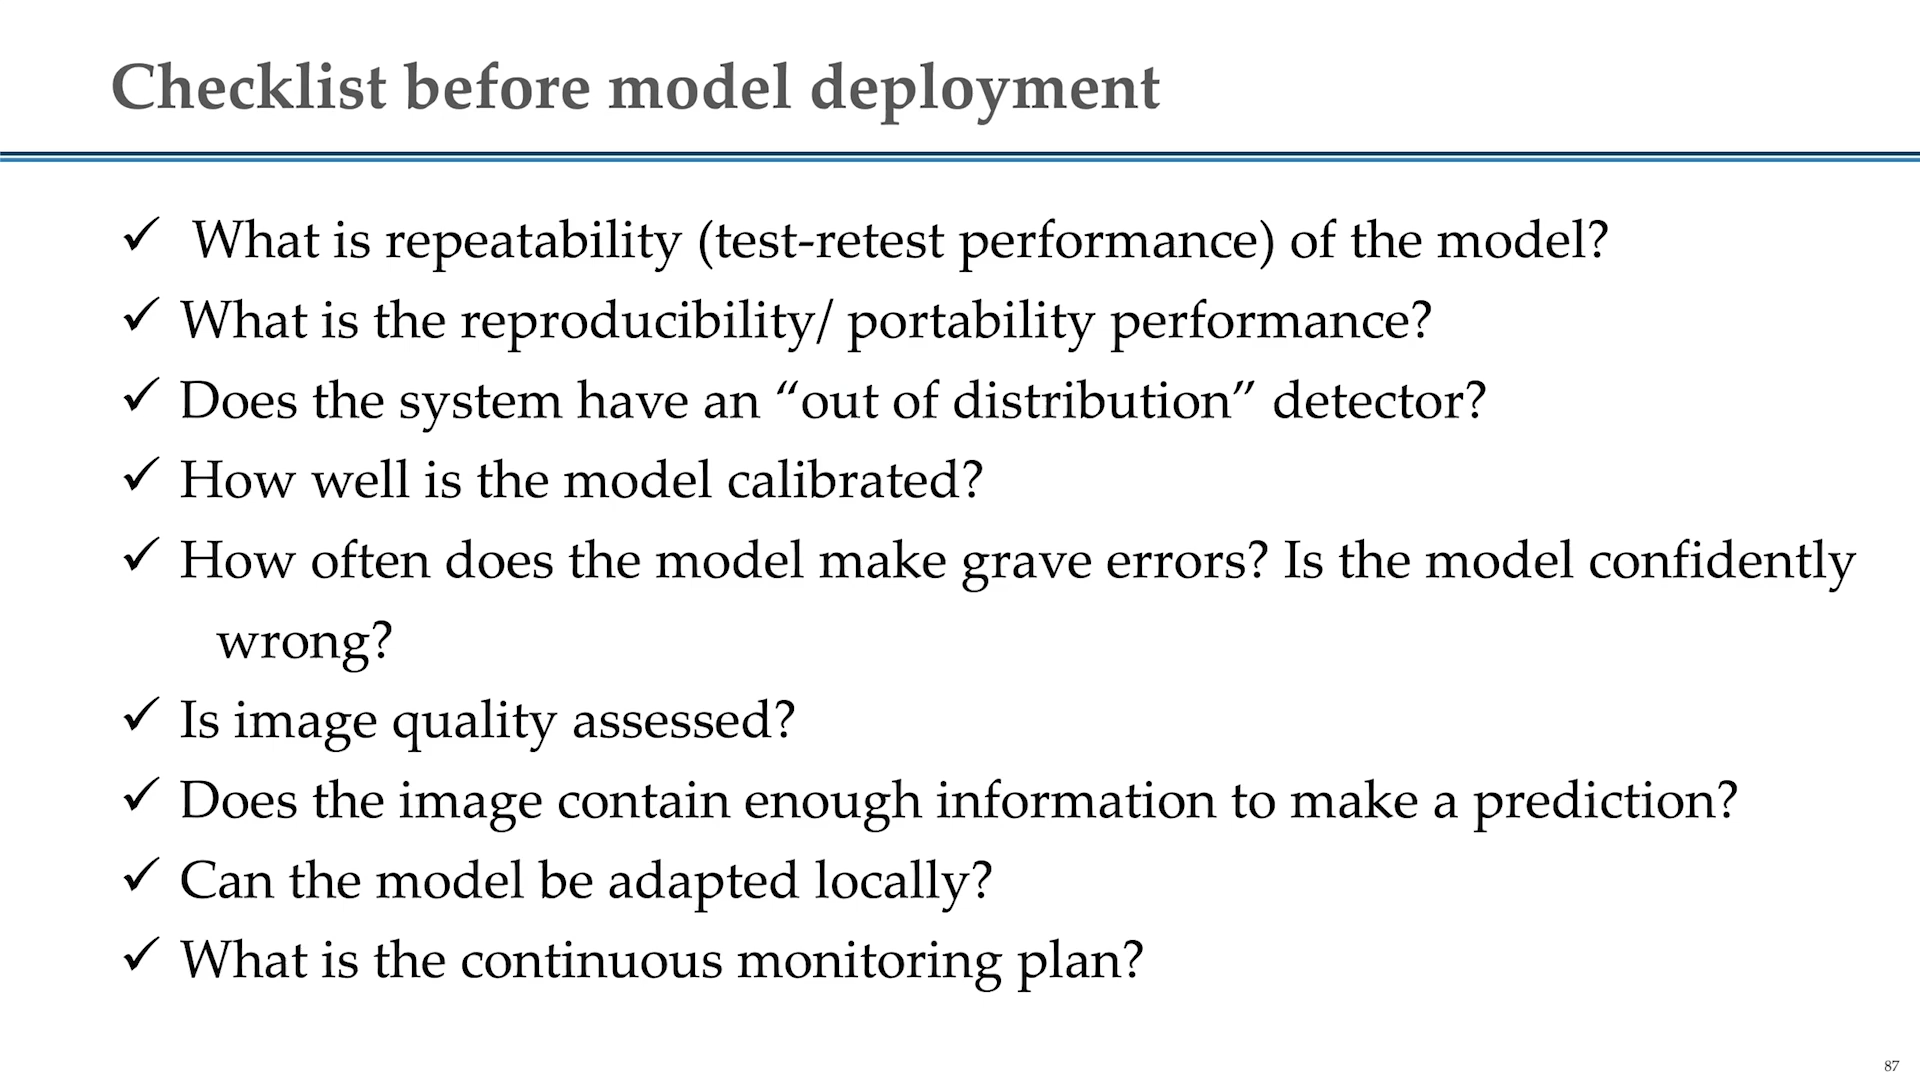 Checklist before model deployment
✓ What is repeatability (test-retest performance) of the model?
✓ What is the reproducibility/ portability performance?
✓ Does the system have an “out of distribution” detector?
✓ How well is the model calibrated?
✓ How often does the model make grave errors? Is the model confidently
wrong?
✓ Is image quality assessed?
✓ Does the image contain enough information to make a prediction?
✓ Can the model be adapted locally?
✓ What is the continuous monitoring plan?
87